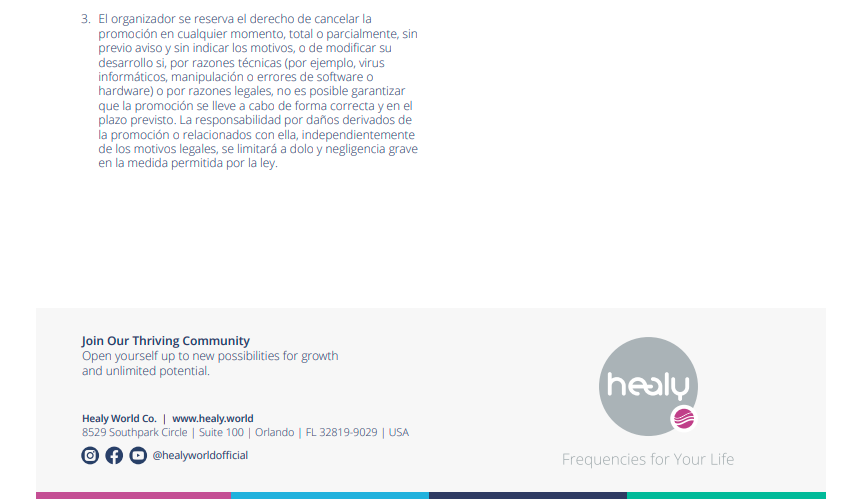 3. El organizador se reserva el derecho de cancelar la
promoción en cualquier momento, total o parcialmente, sin
previo aviso y sin indicar los motivos, o de modificar su
desarrollo si, por razones técnicas (por ejemplo, virus
informáticos, manipulación o errores de software o
hardware) o por razones legales, no es posible garantizar
que la promoción se lleve a cabo de forma correcta y en el
plazo previsto. La responsabilidad por daños derivados de
la promoción o relacionados con ella, independientemente
de los motivos legales, se limitará a dolo y negligencia grave
en la medida permitida por la ley.
Join Our Thriving Community
Open yourself up to new possibilities for growth
and unlimited potential.
Healy World Co. | www.healy.world
8529 Southpark Circle | Suite 100 | Orlando | FL 32819-9029 | USA
@healyworldofficial
healy
Frequencies for Your Life